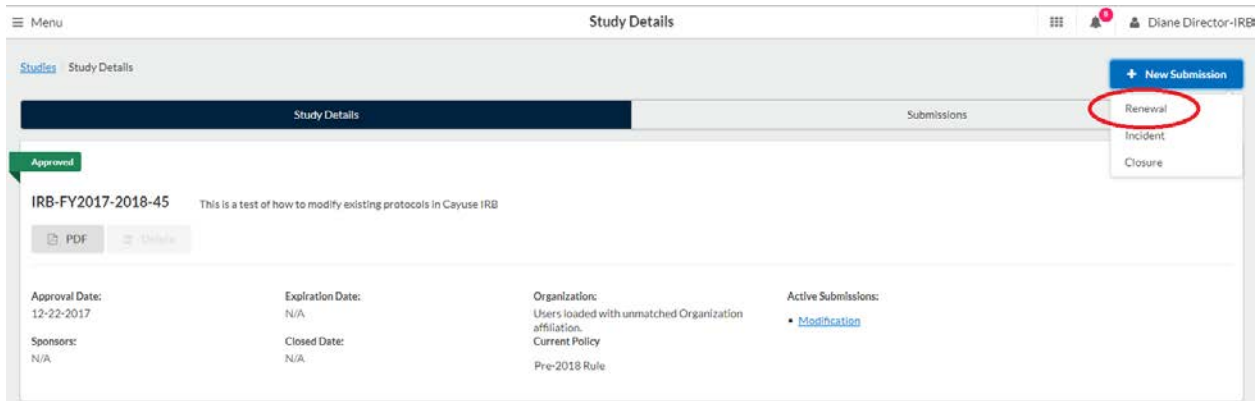 Menu
Study Details
8
Diane Director-IRB
Studies Study Details
+ New Submission
Study Details
Submissions
Renewal
Incident
Closure
Approved
IRB-FY2017-2018-45
This is a test of how to modify existing protocols in Cayuse IRB
PDF
Delete
Approval Date:
12-22-2017
Expiration Date:
N/A
Organization:
Users loaded with unmatched Organization
affiliation.
Active Submissions:
• Modification
Sponsors:
N/A
Closed Date:
N/A
Current Policy
Pre-2018 Rule